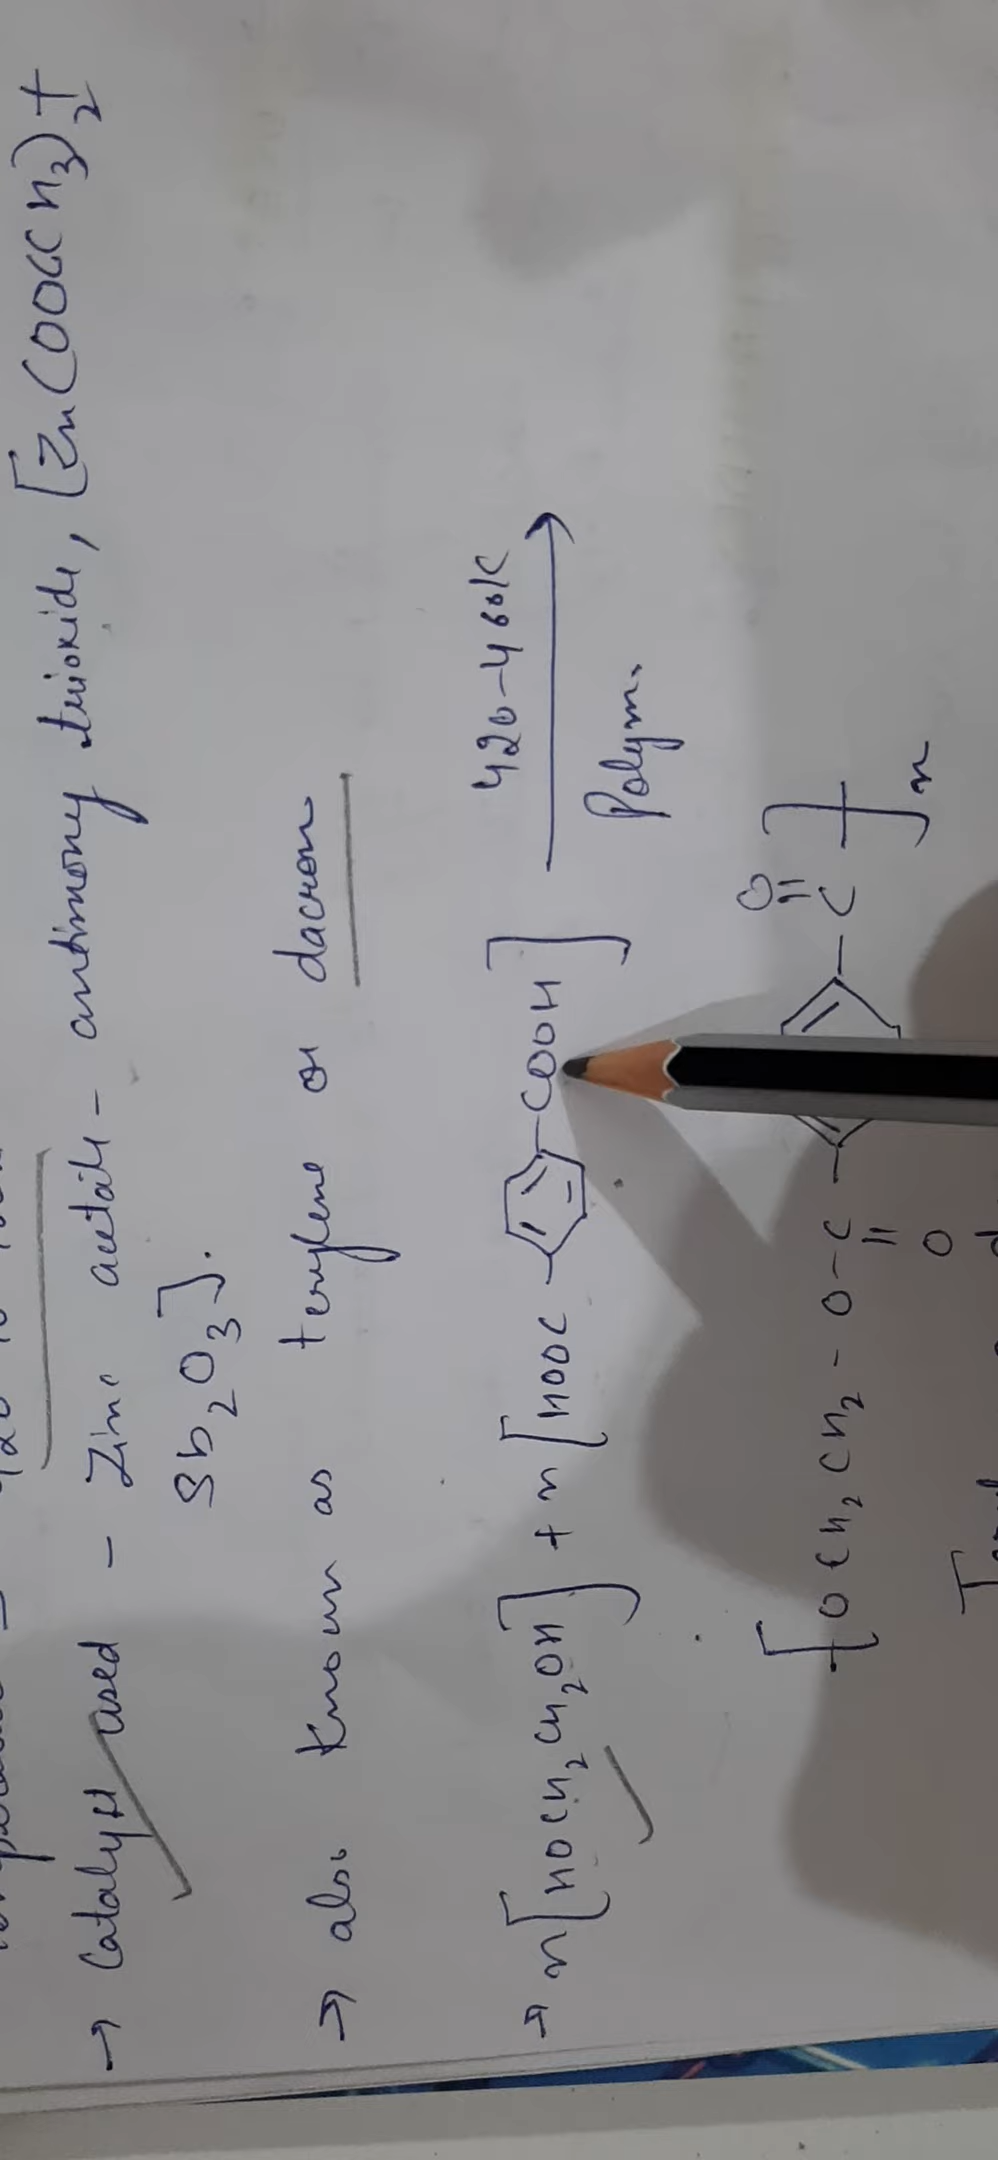 → Catalyst used - Zinc acetate - antimony trioxide, [Zn(OOCCH3)2 +
Sb2O3].
→ also known as terylene or dacron
→ n[HOCH2CH2OH] + n[HOOC - -COOH] 420-460K
Polym.
O
[OCH2CH2-O-C- -C]n
O